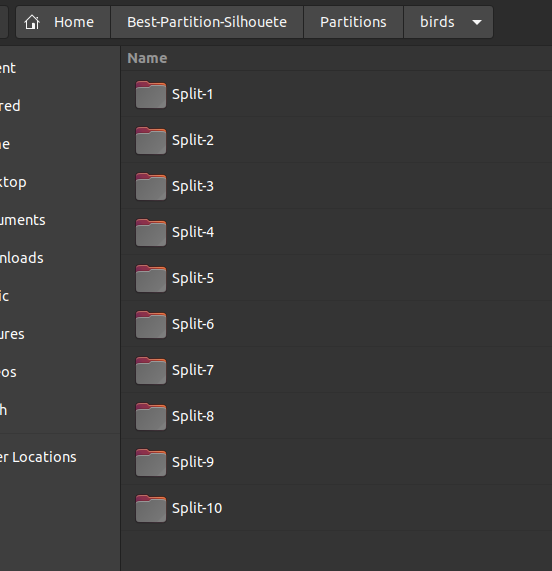 Home Best-Partition-Silhouete Partitions birds
Name
ent
red
ne
ktop
uments
nloads
ic
ures
eos
h
er Locations
Split-1
Split-2
Split-3
Split-4
Split-5
Split-6
Split-7
Split-8
Split-9
Split-10